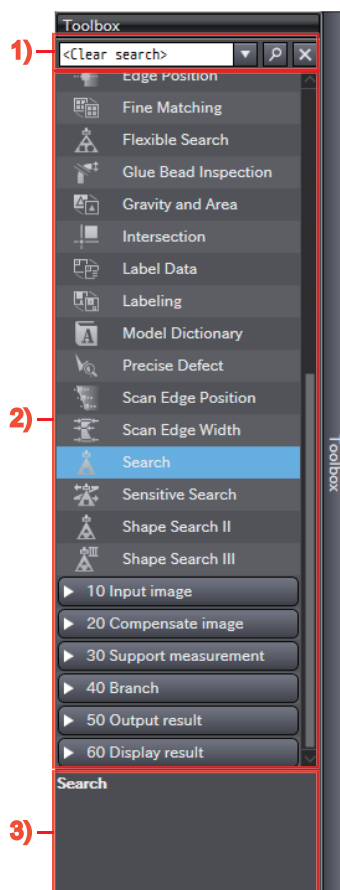 Toolbox
1)
<Clear search>
Edge Position
Fine Matching
Flexible Search
Glue Bead Inspection
Gravity and Area
Intersection
Label Data
Labeling
A
Model Dictionary
Precise Defect
Scan Edge Position
2)
Scan Edge Width
Toolbox
Search
Sensitive Search
Shape Search II
III
Shape Search III
10 Input image
20 Compensate image
30 Support measurement
40 Branch
50 Output result
60 Display result
Search
3)